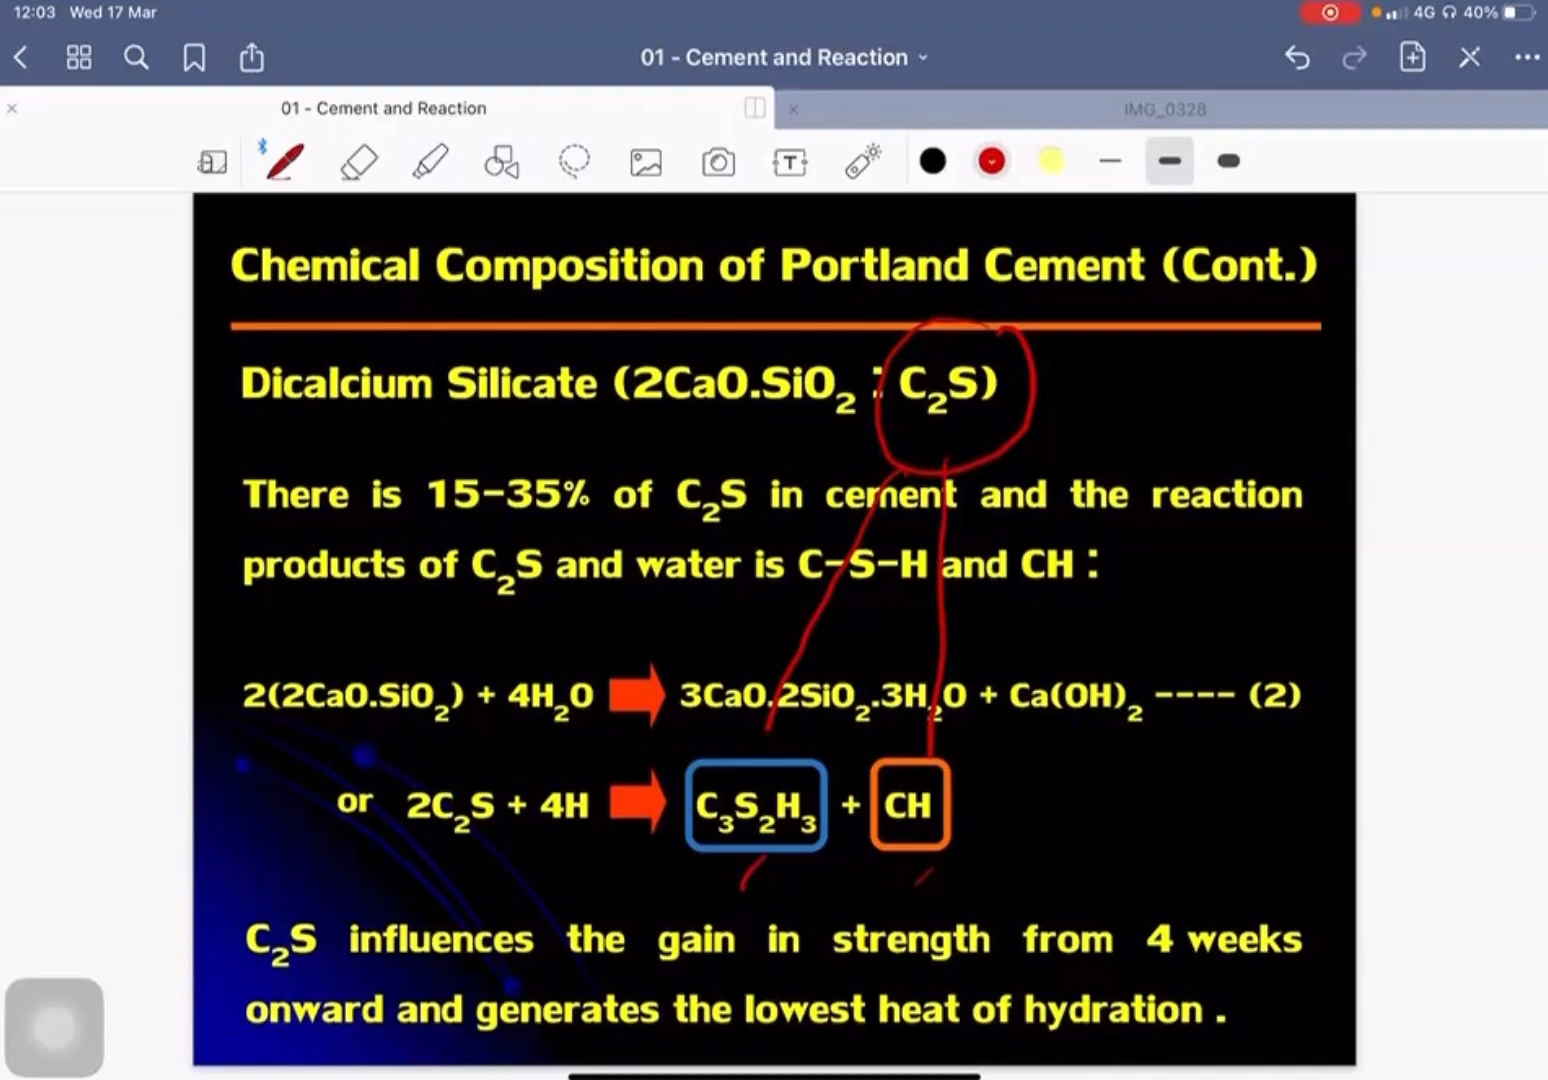 12:03 Wed 17 Mar
4G 40%
01 - Cement and Reaction
01 - Cement and Reaction
IMG_0328
Chemical Composition of Portland Cement (Cont.)
Dicalcium Silicate (2CaO.SiO₂ : C₂S)
There is 15-35% of C₂S in cement and the reaction
products of C₂S and water is C-S-H and CH :
2(2CaO.SiO₂) + 4H₂O 3CaO.2SiO₂.3H₂O + Ca(OH)₂ ---- (2)
or 2C₂S + 4H C₃S₂H₃ + CH
C₂S influences the gain in strength from 4 weeks
onward and generates the lowest heat of hydration .